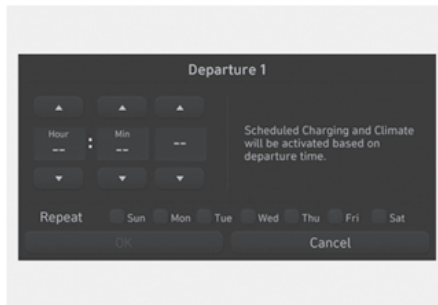 Departure 1
Hour Min
-- : -- --
Scheduled Charging and Climate
will be activated based on
departure time.
Repeat Sun Mon Tue Wed Thu Fri Sat
OK Cancel